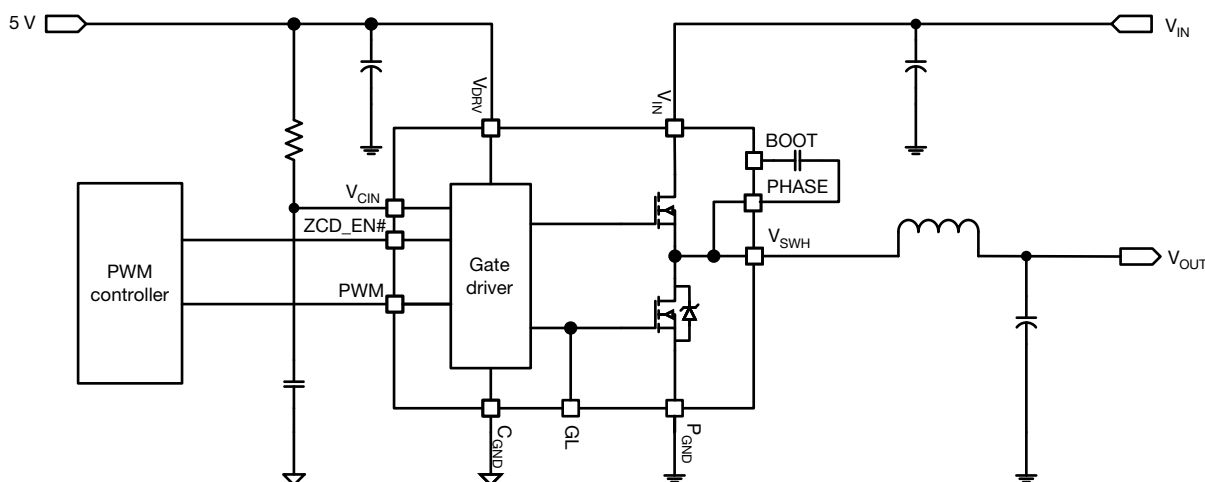 5 V
V_IN
V_DRV
V_IN
BOOT
PHASE
V_CIN
ZCD_EN#
V_SWH
PWM
controller
Gate
driver
V_OUT
PWM
C_GND
GL
P_GND